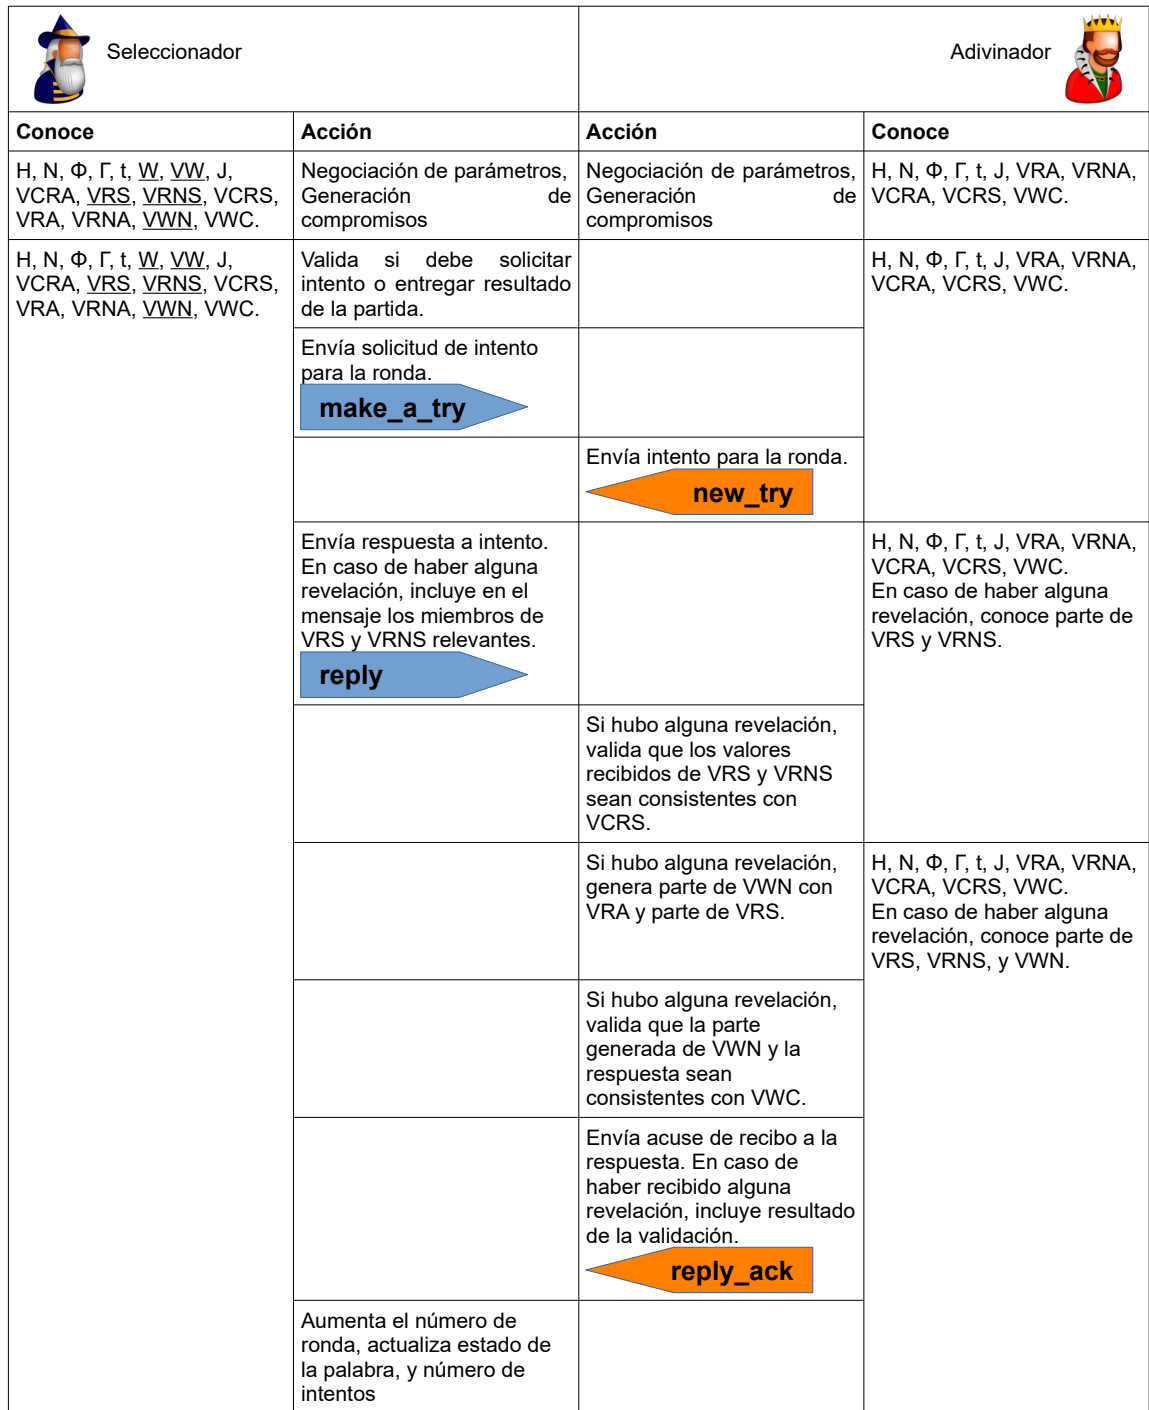 Seleccionador
Adivinador
Conoce
Acción
Acción
Conoce
H, N, Φ, Γ, t, W, VW, J,
VCRA, VRS, VRNS, VCRS,
VRA, VRNA, VWN, VWC.
Negociación de parámetros,
Generación de
compromisos
Negociación de parámetros,
Generación de
compromisos
H, N, Φ, Γ, t, J, VRA, VRNA,
VCRA, VCRS, VWC.
H, N, Φ, Γ, t, W, VW, J,
VCRA, VRS, VRNS, VCRS,
VRA, VRNA, VWN, VWC.
Valida si debe solicitar
intento o entregar resultado
de la partida.
H, N, Φ, Γ, t, J, VRA, VRNA,
VCRA, VCRS, VWC.
Envía solicitud de intento
para la ronda.
make_a_try
Envía intento para la ronda.
new_try
Envía respuesta a intento.
En caso de haber alguna
revelación, incluye en el
mensaje los miembros de
VRS y VRNS relevantes.
reply
H, N, Φ, Γ, t, J, VRA, VRNA,
VCRA, VCRS, VWC.
En caso de haber alguna
revelación, conoce parte de
VRS y VRNS.
Si hubo alguna revelación,
valida que los valores
recibidos de VRS y VRNS
sean consistentes con
VCRS.
Si hubo alguna revelación,
genera parte de VWN con
VRA y parte de VRS.
H, N, Φ, Γ, t, J, VRA, VRNA,
VCRA, VCRS, VWC.
En caso de haber alguna
revelación, conoce parte de
VRS, VRNS, y VWN.
Si hubo alguna revelación,
valida que la parte
generada de VWN y la
respuesta sean
consistentes con VWC.
Envía acuse de recibo a la
respuesta. En caso de
haber recibido alguna
revelación, incluye resultado
de la validación.
reply_ack
Aumenta el número de
ronda, actualiza estado de
la palabra, y número de
intentos